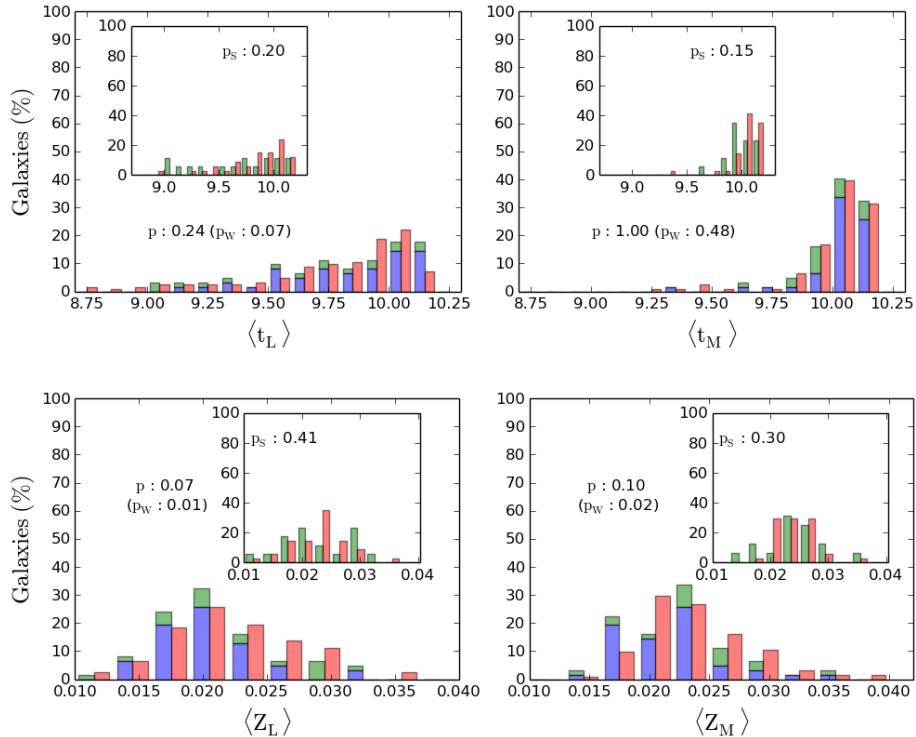 100
90
80
70
60
50
40
30
20
10
0
Galaxies (%)
100
80
60
40
20
0
p_S : 0.20
9.0 9.5 10.0
p : 0.24 (p_W : 0.07)
8.75 9.00 9.25 9.50 9.75 10.00 10.25
⟨t_L⟩
100
90
80
70
60
50
40
30
20
10
0
100
80
60
40
20
0
p_S : 0.15
9.0 9.5 10.0
p : 1.00 (p_W : 0.48)
8.75 9.00 9.25 9.50 9.75 10.00 10.25
⟨t_M⟩
100
90
80
70
60
50
40
30
20
10
0
Galaxies (%)
100
80
60
40
20
0
p_S : 0.41
0.01 0.02 0.03 0.04
p : 0.07
(p_W : 0.01)
0.010 0.015 0.020 0.025 0.030 0.035 0.040
⟨Z_L⟩
100
90
80
70
60
50
40
30
20
10
0
100
80
60
40
20
0
p_S : 0.30
0.01 0.02 0.03 0.04
p : 0.10
(p_W : 0.02)
0.010 0.015 0.020 0.025 0.030 0.035 0.040
⟨Z_M⟩